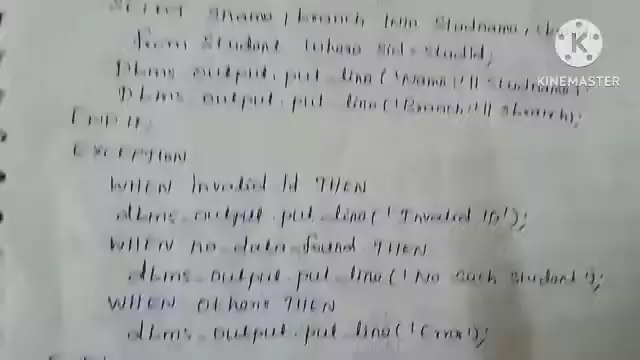 Select sname, branch into studname, sb
from student where sid = studid;
Dbms_output.put_line('Name'|| studname);
Dbms_output.put_line('Branch'|| sbranch);
END IF;
EXCEPTION
WHEN Invalid_Id THEN
dbms_output.put_line('Invalid ID');
WHEN no_data_found THEN
dbms_output.put_line('No such student');
WHEN others THEN
dbms_output.put_line('Error');
KINEMASTER